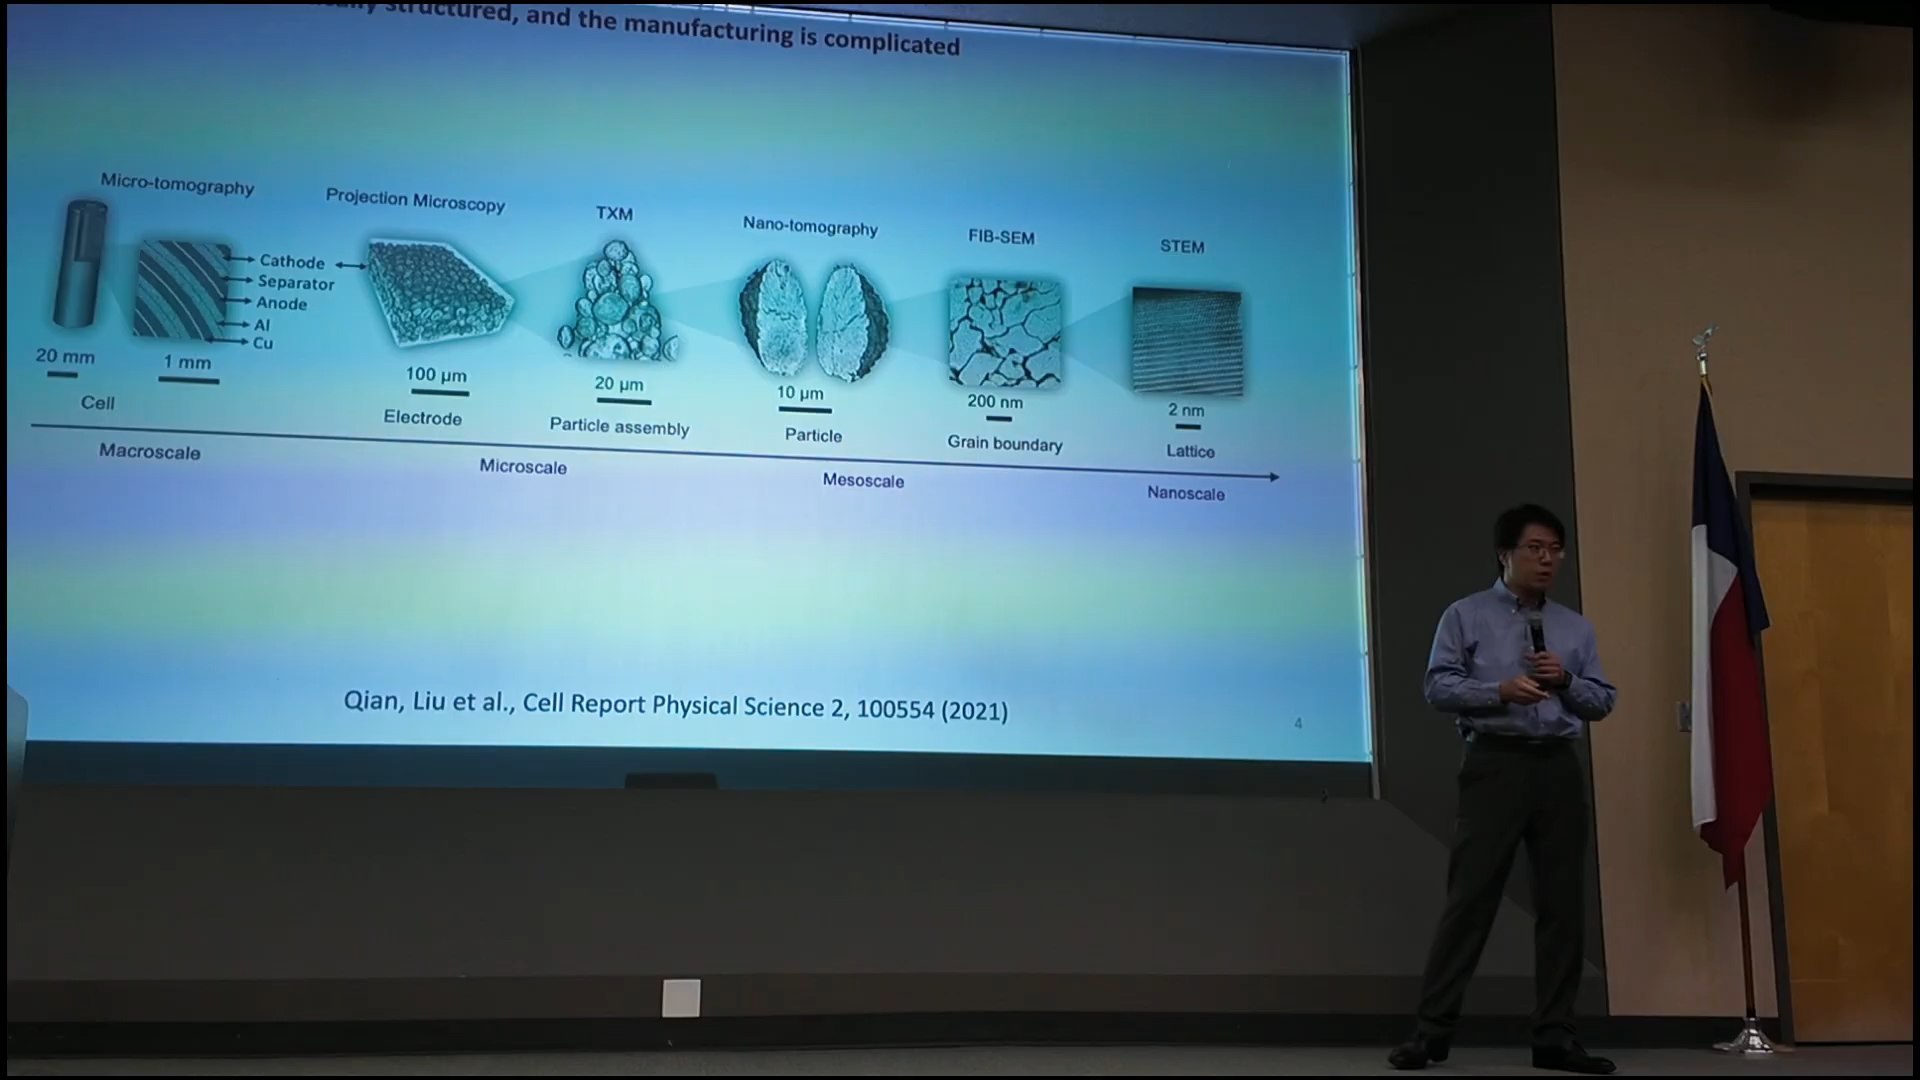 structured, and the manufacturing is complicated
Micro-tomography
Projection Microscopy
TXM
Nano-tomography
FIB-SEM
STEM
Cathode
Separator
Anode
Al
Cu
20 mm
1 mm
100 µm
20 µm
10 µm
200 nm
2 nm
Cell
Electrode
Particle assembly
Particle
Grain boundary
Lattice
Macroscale
Microscale
Mesoscale
Nanoscale
Qian, Liu et al., Cell Report Physical Science 2, 100554 (2021)
4